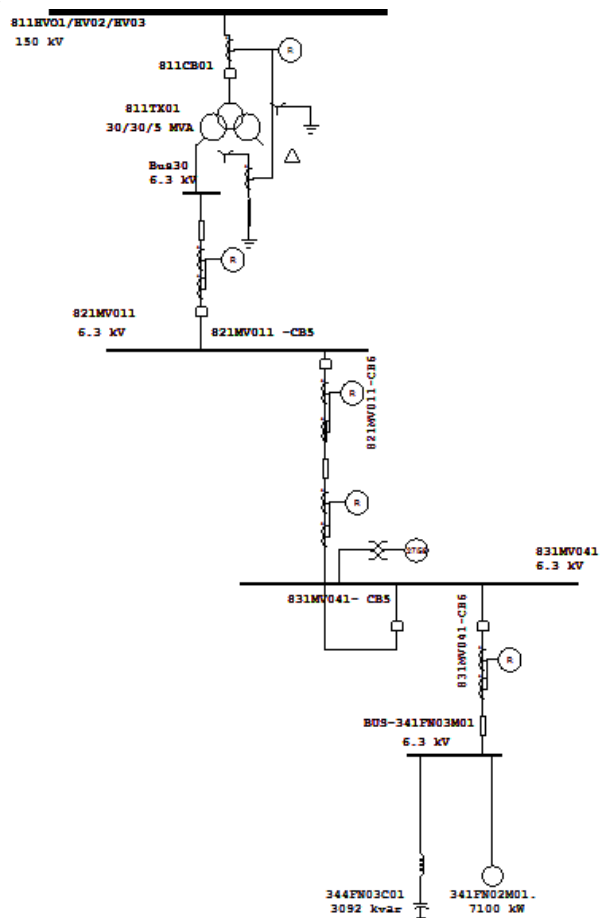 811HVO1/HV02/HV03
150 kV
R
811CB01
811TX01
30/30/5 MVA
Bus30
6.3 kV
R
821MV011
6.3 kV
821MV011 -CB5
821MV011-CB6
R
R
831MV041
6.3 kV
831MV041- CB5
831MV041-CB6
R
BUS-341FN03M01
6.3 kV
344FN03C01
3092 kvar
341FN02M01.
7100 kW